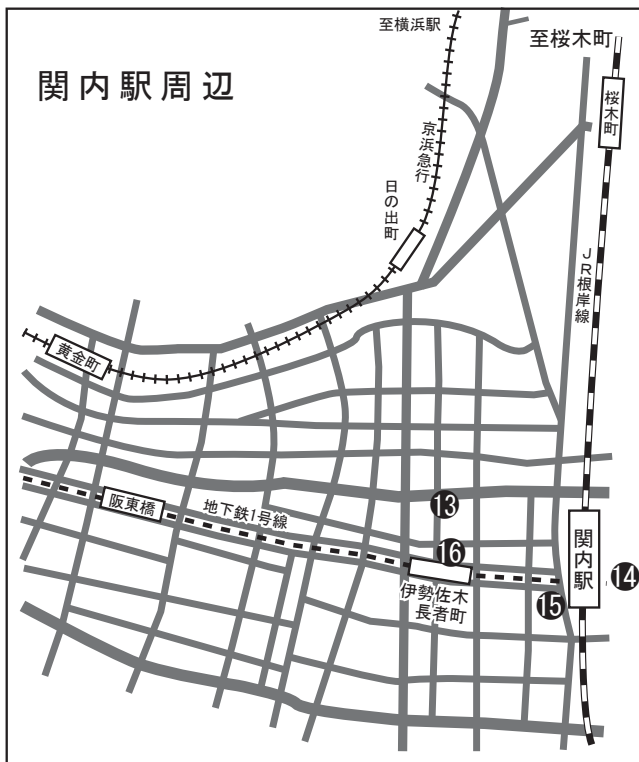 関内駅周辺
至横浜駅
至桜木町
桜木町
京浜急行
日の出町
JR根岸線
黄金町
阪東橋
地下鉄1号線
13
16
伊勢佐木
長者町
関内駅
14
15